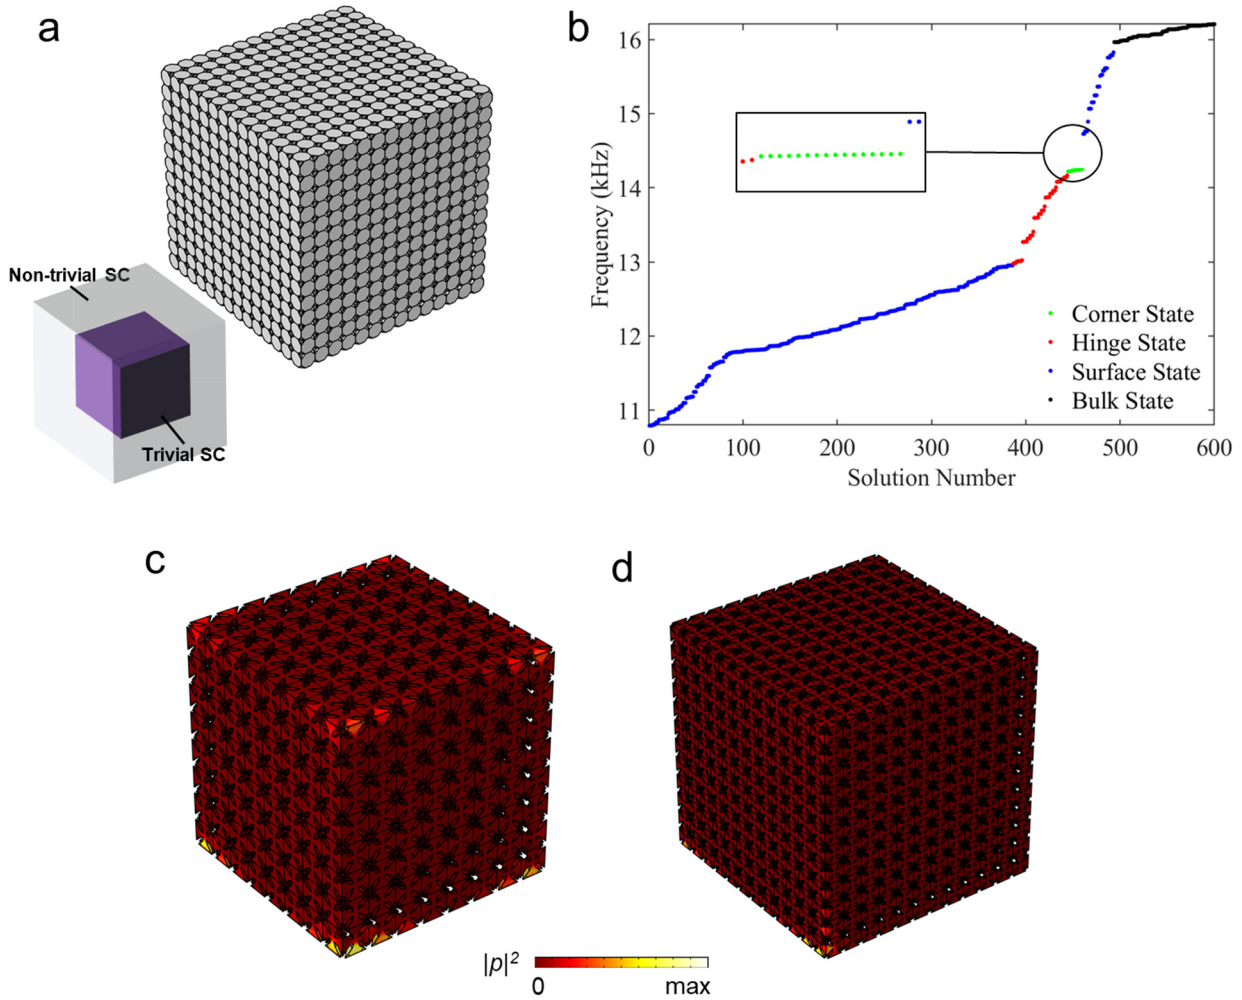 a
Non-trivial SC
Trivial SC
b
16
15
14
13
12
11
Frequency (kHz)
0 100 200 300 400 500 600
Solution Number
Corner State
Hinge State
Surface State
Bulk State
c
d
|p|²
0 max